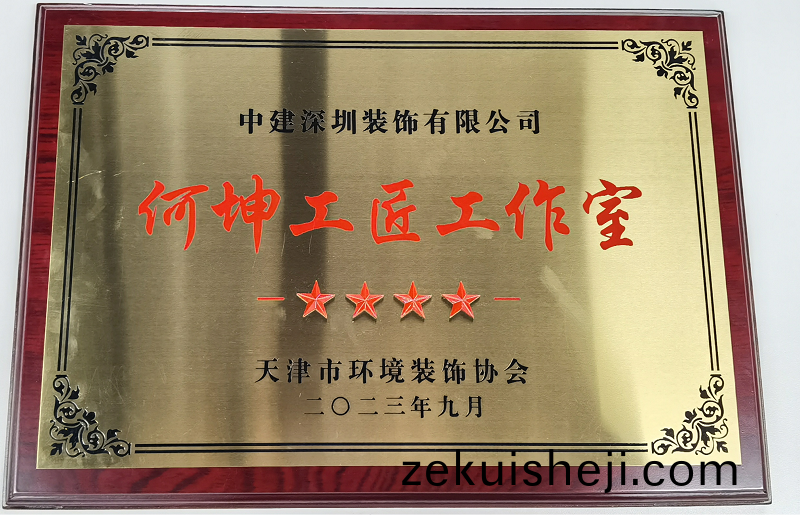 中建深圳装饰有限公司
何坤工匠工作室
天津市环境装饰协会
二〇二三年九月
zekuisheji.com